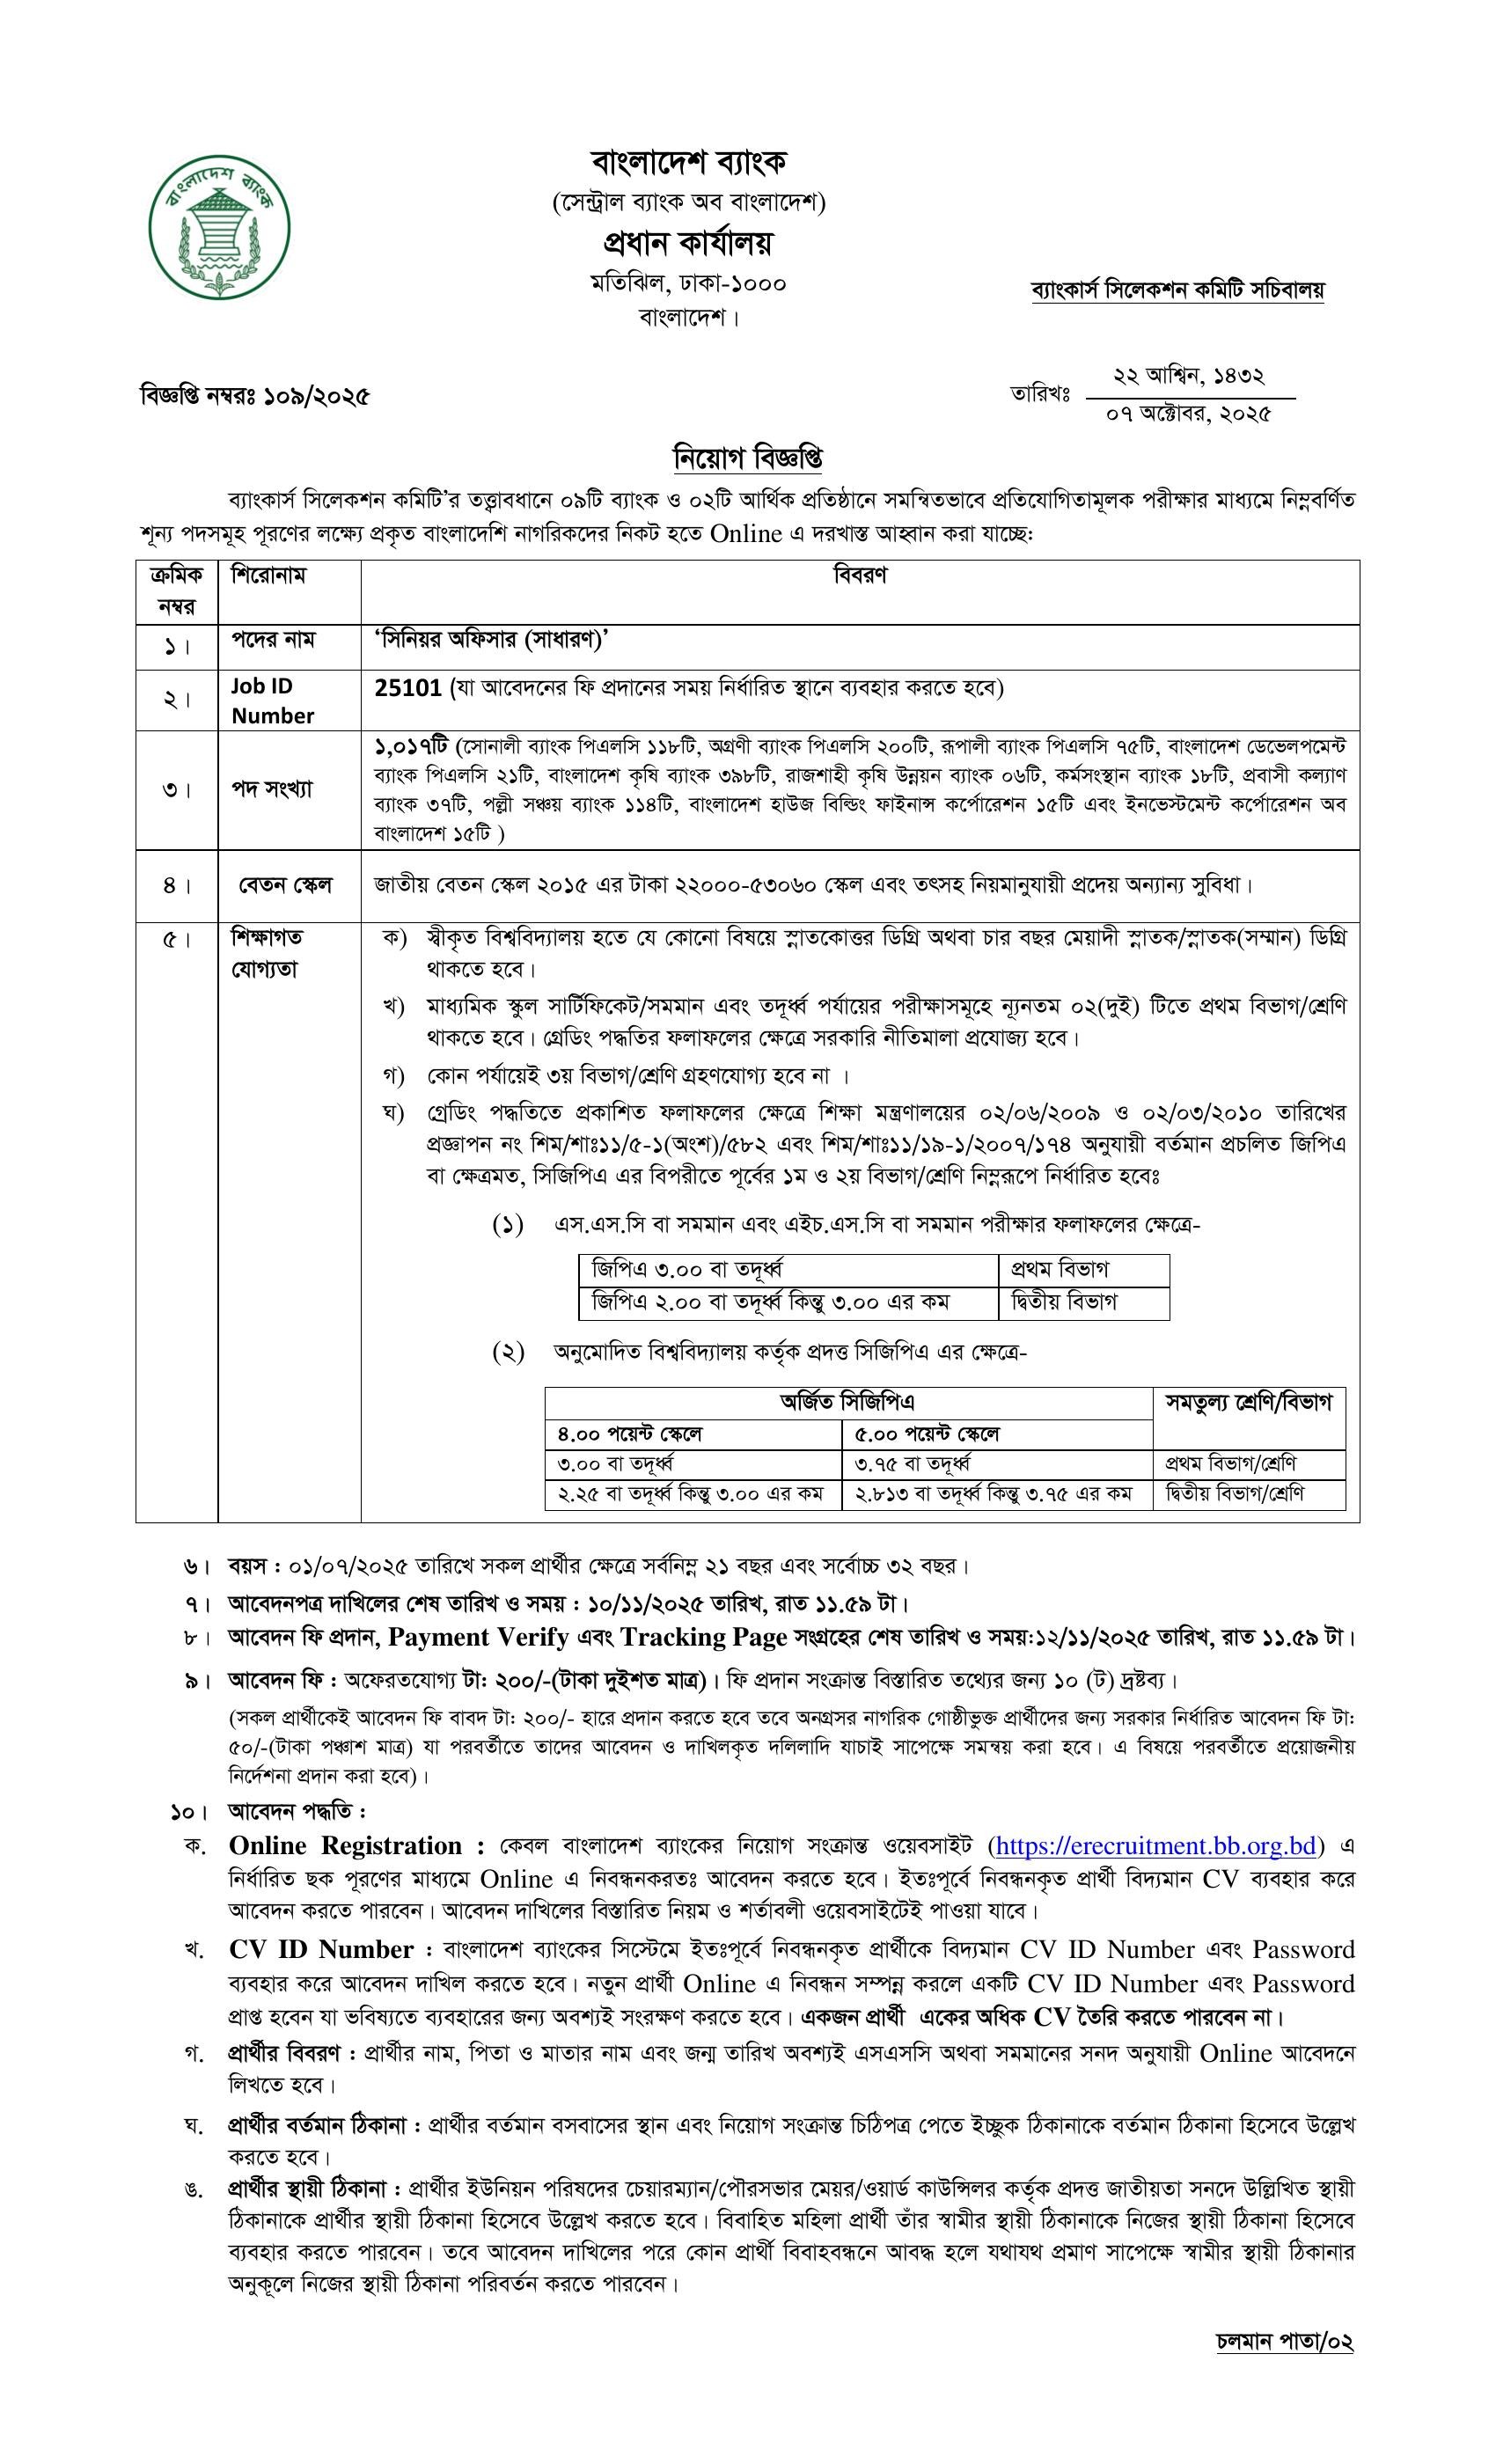 বাংলাদেশ ব্যাংক
বাংলাদেশ ব্যাংক
(সেন্ট্রাল ব্যাংক অব বাংলাদেশ)
প্রধান কার্যালয়
মতিঝিল, ঢাকা-১০০০
বাংলাদেশ।
ব্যাংকার্স সিলেকশন কমিটি সচিবালয়
বিজ্ঞপ্তি নম্বরঃ ১০৯/২০২৫
তারিখঃ
২২ আশ্বিন, ১৪৩২
০৭ অক্টোবর, ২০২৫
নিয়োগ বিজ্ঞপ্তি
ব্যাংকার্স সিলেকশন কমিটি’র তত্ত্বাবধানে ০৯টি ব্যাংক ও ০২টি আর্থিক প্রতিষ্ঠানে সমন্বিতভাবে প্রতিযোগিতামূলক পরীক্ষার মাধ্যমে নিম্নবর্ণিত
শূন্য পদসমূহ পূরণের লক্ষ্যে প্রকৃত বাংলাদেশি নাগরিকদের নিকট হতে Online এ দরখাস্ত আহ্বান করা যাচ্ছে:
ক্রমিক নম্বর শিরোনাম বিবরণ
১। পদের নাম ‘সিনিয়র অফিসার (সাধারণ)’
২। Job ID Number 25101 (যা আবেদনের ফি প্রদানের সময় নির্ধারিত স্থানে ব্যবহার করতে হবে)
৩। পদ সংখ্যা ১,০১৭টি (সোনালী ব্যাংক পিএলসি ১১৮টি, অগ্রণী ব্যাংক পিএলসি ২০০টি, রূপালী ব্যাংক পিএলসি ৭৫টি, বাংলাদেশ ডেভেলপমেন্ট
ব্যাংক পিএলসি ২১টি, বাংলাদেশ কৃষি ব্যাংক ৩৯৮টি, রাজশাহী কৃষি উন্নয়ন ব্যাংক ০৬টি, কর্মসংস্থান ব্যাংক ১৮টি, প্রবাসী কল্যাণ
ব্যাংক ৩৭টি, পল্লী সঞ্চয় ব্যাংক ১১৪টি, বাংলাদেশ হাউজ বিল্ডিং ফাইনান্স কর্পোরেশন ১৫টি এবং ইনভেস্টমেন্ট কর্পোরেশন অব
বাংলাদেশ ১৫টি )
৪। বেতন স্কেল জাতীয় বেতন স্কেল ২০১৫ এর টাকা ২২০০০-৫৩০৬০ স্কেল এবং তৎসহ নিয়মানুযায়ী প্রদেয় অন্যান্য সুবিধা।
৫। শিক্ষাগত যোগ্যতা
ক) স্বীকৃত বিশ্ববিদ্যালয় হতে যে কোনো বিষয়ে স্নাতকোত্তর ডিগ্রি অথবা চার বছর মেয়াদী স্নাতক/স্নাতক(সম্মান) ডিগ্রি
থাকতে হবে।
খ) মাধ্যমিক স্কুল সার্টিফিকেট/সমমান এবং তদূর্ধ্ব পর্যায়ের পরীক্ষাসমূহে ন্যূনতম ০২(দুই) টিতে প্রথম বিভাগ/শ্রেণি
থাকতে হবে। গ্রেডিং পদ্ধতির ফলাফলের ক্ষেত্রে সরকারি নীতিমালা প্রযোজ্য হবে।
গ) কোন পর্যায়েই ৩য় বিভাগ/শ্রেণি গ্রহণযোগ্য হবে না ।
ঘ) গ্রেডিং পদ্ধতিতে প্রকাশিত ফলাফলের ক্ষেত্রে শিক্ষা মন্ত্রণালয়ের ০২/০৬/২০০৯ ও ০২/০৩/২০১০ তারিখের
প্রজ্ঞাপন নং শিম/শাঃ১১/৫-১(অংশ)/৫৮২ এবং শিম/শাঃ১১/১৯-১/২০০৭/১৭৪ অনুযায়ী বর্তমান প্রচলিত জিপিএ
বা ক্ষেত্রমত, সিজিপিএ এর বিপরীতে পূর্বের ১ম ও ২য় বিভাগ/শ্রেণি নিম্নরূপে নির্ধারিত হবেঃ
(১) এস.এস.সি বা সমমান এবং এইচ.এস.সি বা সমমান পরীক্ষার ফলাফলের ক্ষেত্রে-
জিপিএ ৩.০০ বা তদূর্ধ্ব প্রথম বিভাগ
জিপিএ ২.০০ বা তদূর্ধ্ব কিন্তু ৩.০০ এর কম দ্বিতীয় বিভাগ
(২) অনুমোদিত বিশ্ববিদ্যালয় কর্তৃক প্রদত্ত সিজিপিএ এর ক্ষেত্রে-
অর্জিত সিজিপিএ সমতুল্য শ্রেণি/বিভাগ
৪.০০ পয়েন্ট স্কেলে ৫.০০ পয়েন্ট স্কেলে
৩.০০ বা তদূর্ধ্ব ৩.৭৫ বা তদূর্ধ্ব প্রথম বিভাগ/শ্রেণি
২.২৫ বা তদূর্ধ্ব কিন্তু ৩.০০ এর কম ২.৮১৩ বা তদূর্ধ্ব কিন্তু ৩.৭৫ এর কম দ্বিতীয় বিভাগ/শ্রেণি
৬। বয়স : ০১/০৭/২০২৫ তারিখে সকল প্রার্থীর ক্ষেত্রে সর্বনিম্ন ২১ বছর এবং সর্বোচ্চ ৩২ বছর।
৭। আবেদনপত্র দাখিলের শেষ তারিখ ও সময় : ১০/১১/২০২৫ তারিখ, রাত ১১.৫৯ টা।
৮। আবেদন ফি প্রদান, Payment Verify এবং Tracking Page সংগ্রহের শেষ তারিখ ও সময়:১২/১১/২০২৫ তারিখ, রাত ১১.৫৯ টা।
৯। আবেদন ফি : অফেরতযোগ্য টা: ২০০/-(টাকা দুইশত মাত্র)। ফি প্রদান সংক্রান্ত বিস্তারিত তথ্যের জন্য ১০ (ট) দ্রষ্টব্য।
(সকল প্রার্থীকেই আবেদন ফি বাবদ টা: ২০০/- হারে প্রদান করতে হবে তবে অনগ্রসর নাগরিক গোষ্ঠীভুক্ত প্রার্থীদের জন্য সরকার নির্ধারিত আবেদন ফি টা:
৫০/-(টাকা পঞ্চাশ মাত্র) যা পরবর্তীতে তাদের আবেদন ও দাখিলকৃত দলিলাদি যাচাই সাপেক্ষে সমন্বয় করা হবে। এ বিষয়ে পরবর্তীতে প্রয়োজনীয়
নির্দেশনা প্রদান করা হবে)।
১০। আবেদন পদ্ধতি :
ক. Online Registration : কেবল বাংলাদেশ ব্যাংকের নিয়োগ সংক্রান্ত ওয়েবসাইট (https://erecruitment.bb.org.bd) এ
নির্ধারিত ছক পূরণের মাধ্যমে Online এ নিবন্ধনকরতঃ আবেদন করতে হবে। ইতঃপূর্বে নিবন্ধনকৃত প্রার্থী বিদ্যমান CV ব্যবহার করে
আবেদন করতে পারবেন। আবেদন দাখিলের বিস্তারিত নিয়ম ও শর্তাবলী ওয়েবসাইটেই পাওয়া যাবে।
খ. CV ID Number : বাংলাদেশ ব্যাংকের সিস্টেমে ইতঃপূর্বে নিবন্ধনকৃত প্রার্থীকে বিদ্যমান CV ID Number এবং Password
ব্যবহার করে আবেদন দাখিল করতে হবে। নতুন প্রার্থী Online এ নিবন্ধন সম্পন্ন করলে একটি CV ID Number এবং Password
প্রাপ্ত হবেন যা ভবিষ্যতে ব্যবহারের জন্য অবশ্যই সংরক্ষণ করতে হবে। একজন প্রার্থী একের অধিক CV তৈরি করতে পারবেন না।
গ. প্রার্থীর বিবরণ : প্রার্থীর নাম, পিতা ও মাতার নাম এবং জন্ম তারিখ অবশ্যই এসএসসি অথবা সমমানের সনদ অনুযায়ী Online আবেদনে
লিখতে হবে।
ঘ. প্রার্থীর বর্তমান ঠিকানা : প্রার্থীর বর্তমান বসবাসের স্থান এবং নিয়োগ সংক্রান্ত চিঠিপত্র পেতে ইচ্ছুক ঠিকানাকে বর্তমান ঠিকানা হিসেবে উল্লেখ
করতে হবে।
ঙ. প্রার্থীর স্থায়ী ঠিকানা : প্রার্থীর ইউনিয়ন পরিষদের চেয়ারম্যান/পৌরসভার মেয়র/ওয়ার্ড কাউন্সিলর কর্তৃক প্রদত্ত জাতীয়তা সনদে উল্লিখিত স্থায়ী
ঠিকানাকে প্রার্থীর স্থায়ী ঠিকানা হিসেবে উল্লেখ করতে হবে। বিবাহিত মহিলা প্রার্থী তাঁর স্বামীর স্থায়ী ঠিকানাকে নিজের স্থায়ী ঠিকানা হিসেবে
ব্যবহার করতে পারবেন। তবে আবেদন দাখিলের পরে কোন প্রার্থী বিবাহবন্ধনে আবদ্ধ হলে যথাযথ প্রমাণ সাপেক্ষে স্বামীর স্থায়ী ঠিকানার
অনুকূলে নিজের স্থায়ী ঠিকানা পরিবর্তন করতে পারবেন।
চলমান পাতা/০২